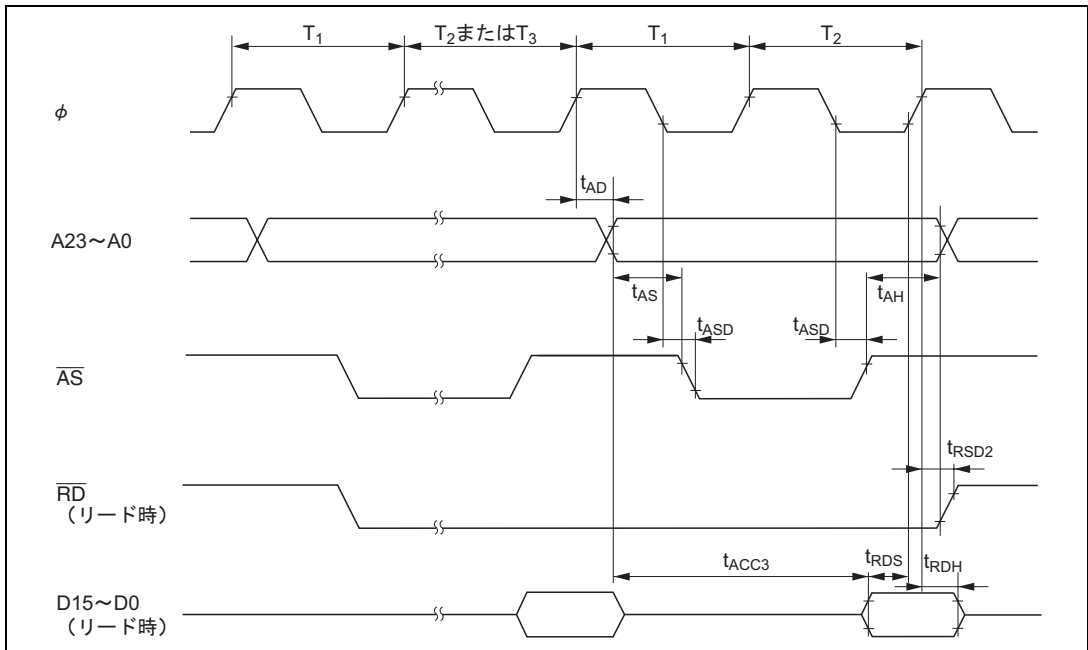 T1 T2またはT3 T1 T2
φ
tAD
A23～A0
tAS tAH
tASD tASD
AS
tRSD2
RD
（リード時）
tACC3 tRDS tRDH
D15～D0
（リード時）